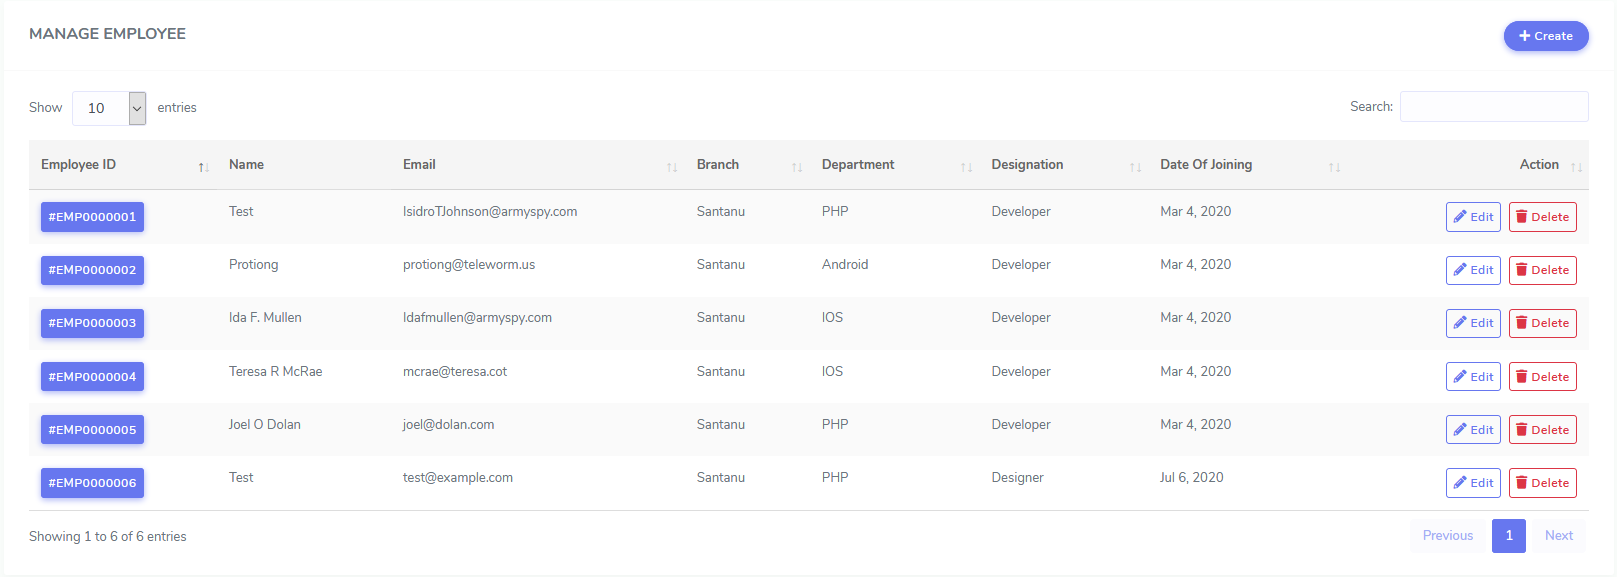 MANAGE EMPLOYEE
Create
Show 10 entries
Search:
Employee ID Name Email Branch Department Designation Date Of Joining Action
#EMP0000001 Test IsidroTJohnson@armyspy.com Santanu PHP Developer Mar 4, 2020 Edit Delete
#EMP0000002 Protiong protiong@teleworm.us Santanu Android Developer Mar 4, 2020 Edit Delete
#EMP0000003 Ida F. Mullen Idafmullen@armyspy.com Santanu IOS Developer Mar 4, 2020 Edit Delete
#EMP0000004 Teresa R McRae mcrae@teresa.cot Santanu IOS Developer Mar 4, 2020 Edit Delete
#EMP0000005 Joel O Dolan joel@dolan.com Santanu PHP Developer Mar 4, 2020 Edit Delete
#EMP0000006 Test test@example.com Santanu PHP Designer Jul 6, 2020 Edit Delete
Showing 1 to 6 of 6 entries
Previous 1 Next